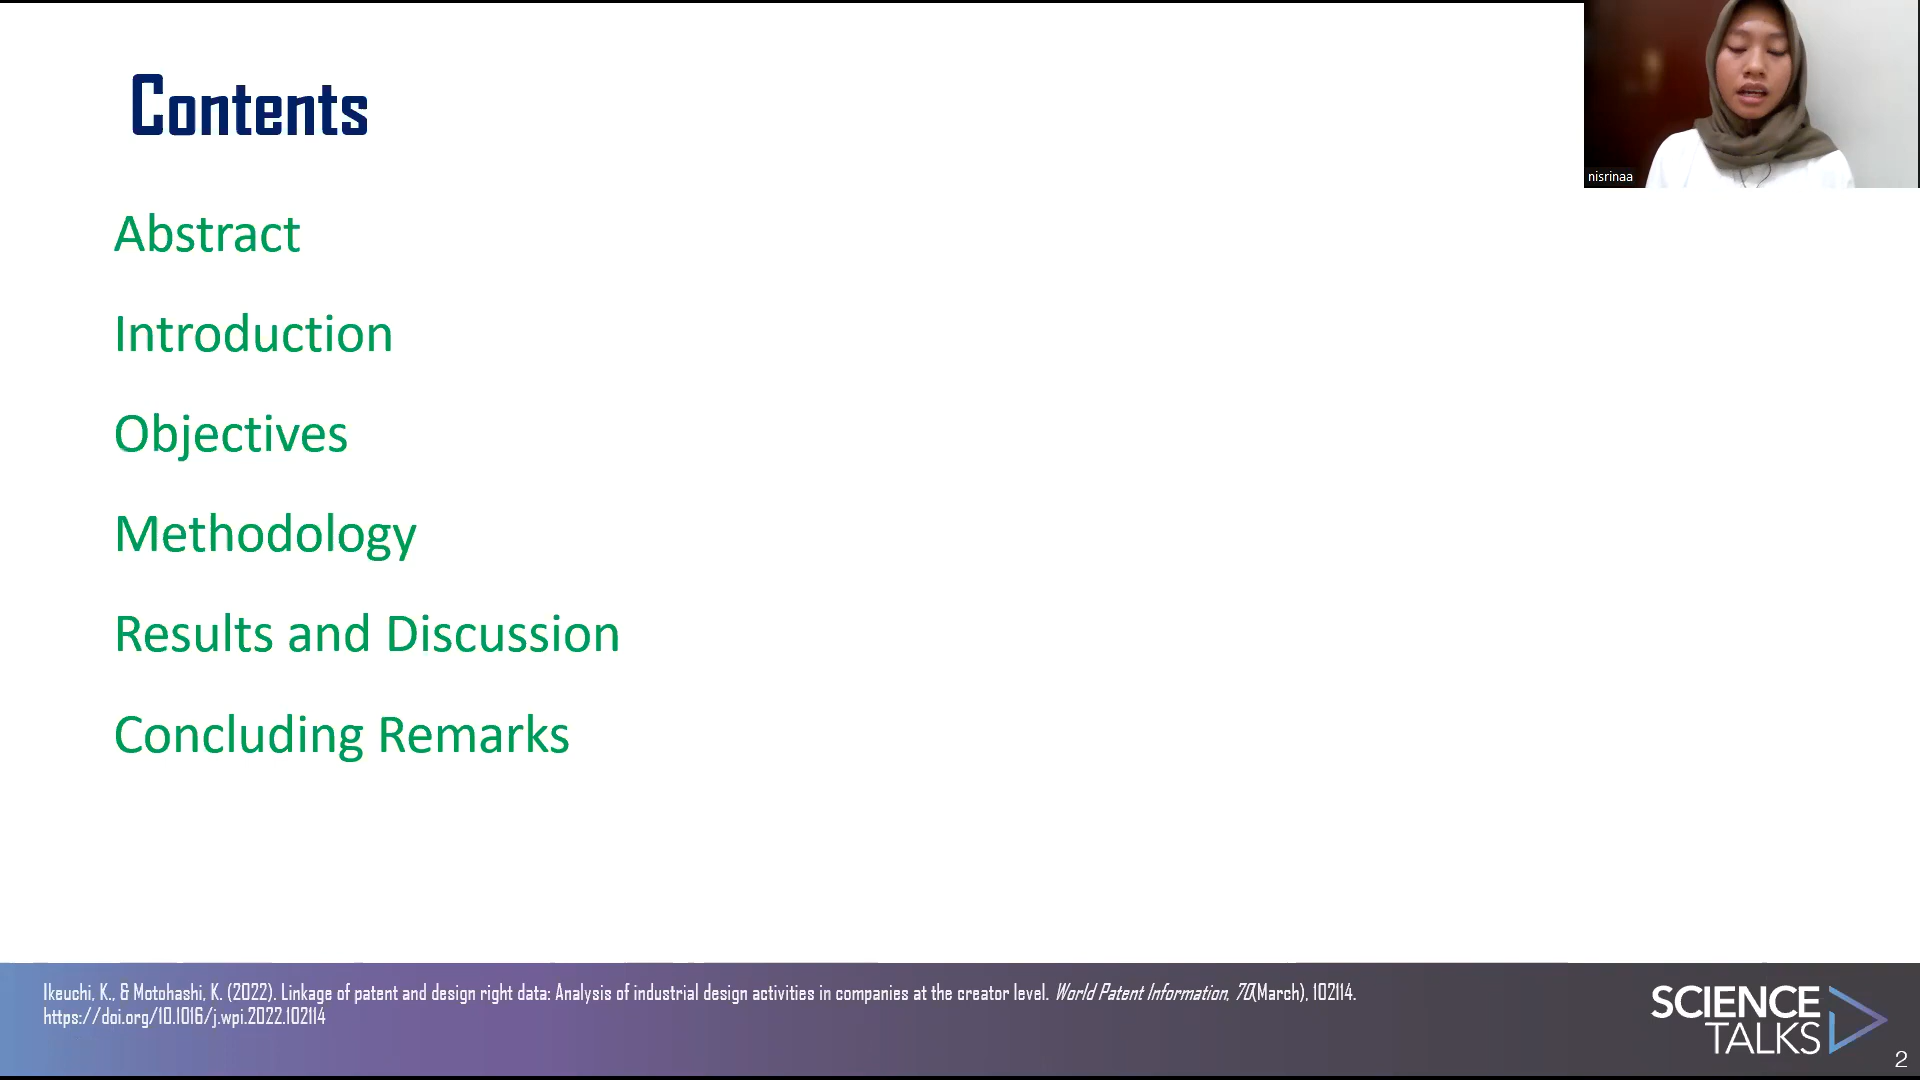 Contents
nisrinaa
Abstract
Introduction
Objectives
Methodology
Results and Discussion
Concluding Remarks
Ikeuchi, K., & Motohashi, K. (2022). Linkage of patent and design right data: Analysis of industrial design activities in companies at the creator level. World Patent Information, 70(March), 102114.
https://doi.org/10.1016/j.wpi.2022.102114
SCIENCE
TALKS
2